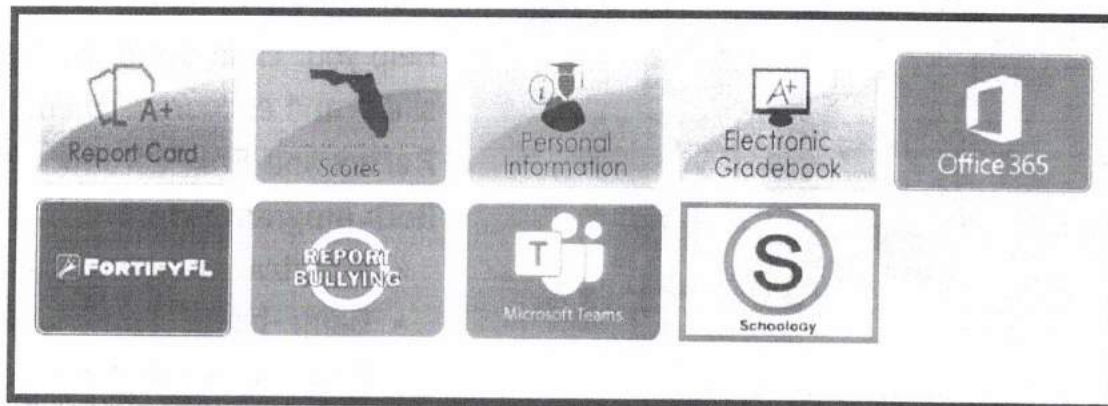 A+
Report Card
Scores
i
Personal
Information
A+
Electronic
Gradebook
Office 365
FORTIFYFL
REPORT
BULLYING
T
Microsoft Teams
S
Schoology